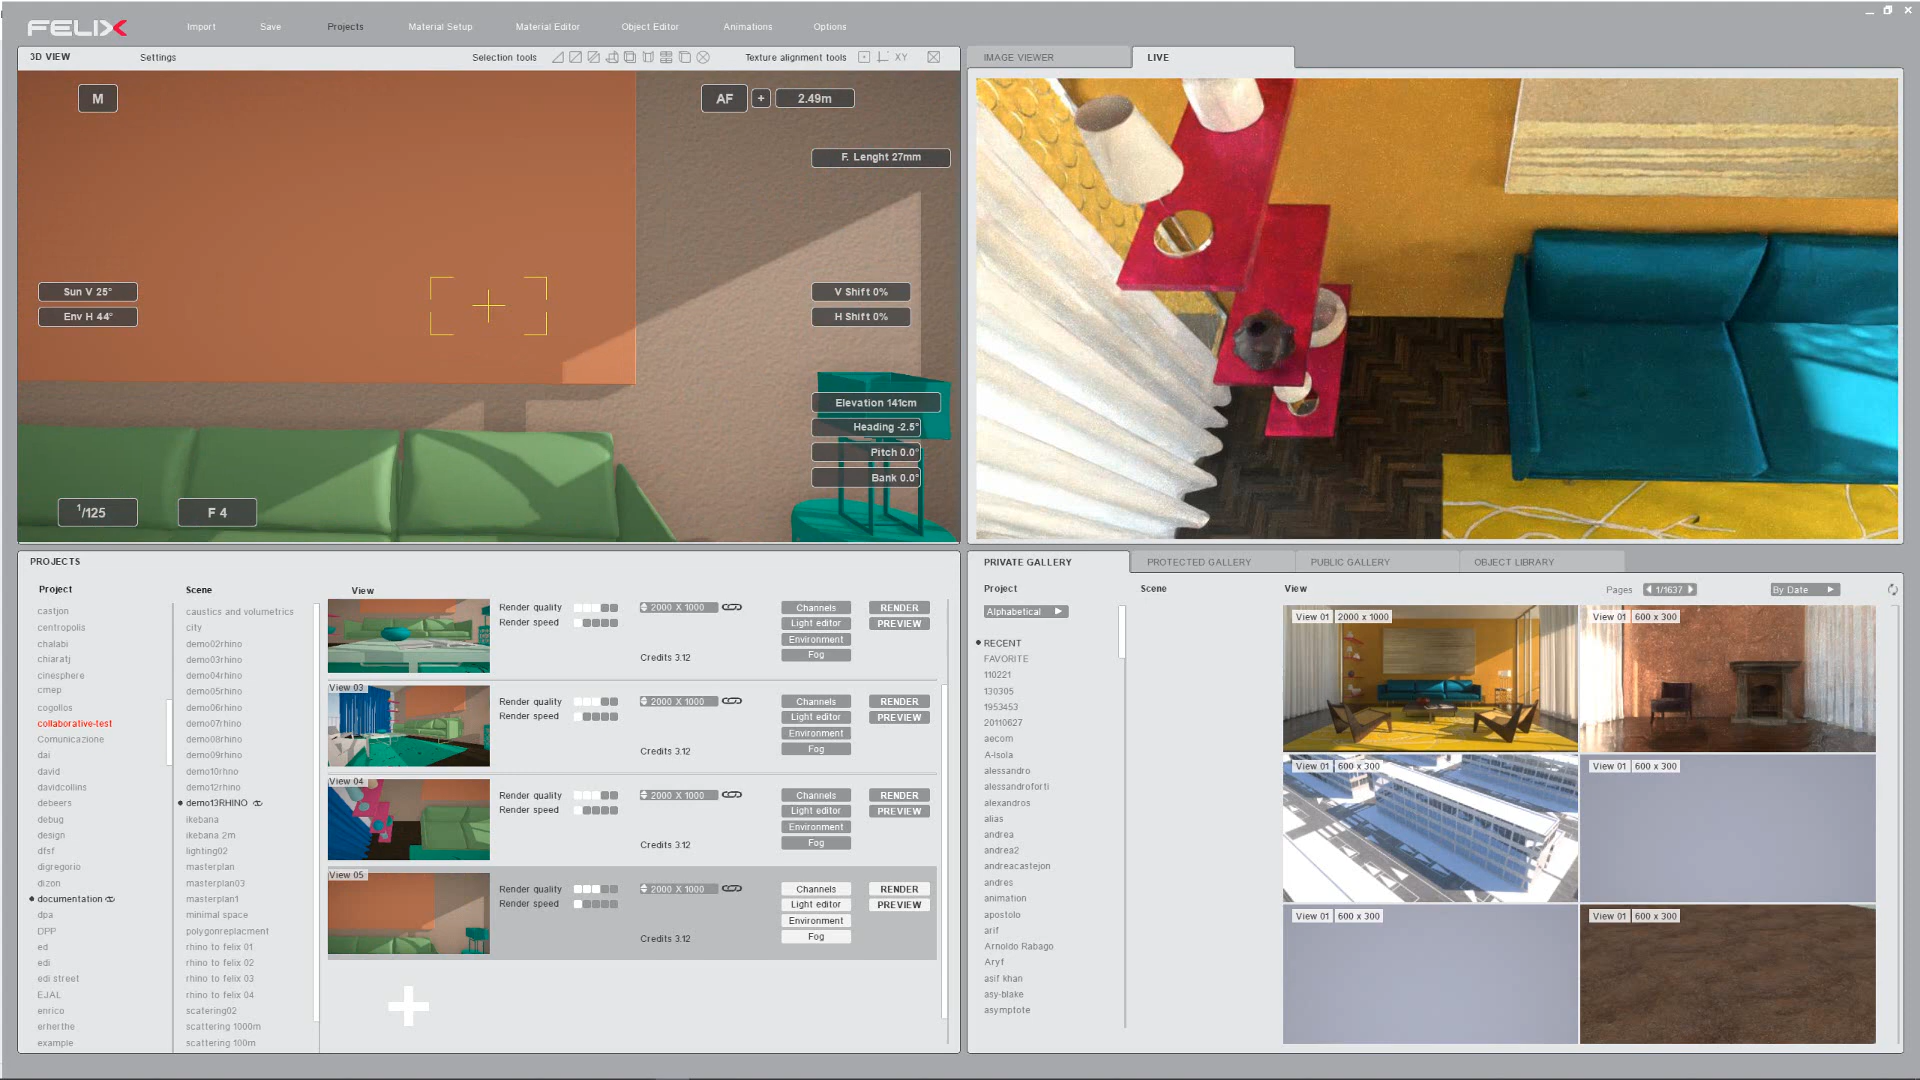 FELIX
Import Save Projects Material Setup Material Editor Object Editor Animations Options
3D VIEW Settings Selection tools Texture alignment tools XY
M
AF + 2.49m
F. Lenght 27mm
Sun V 25°
Env H 44°
V Shift 0%
H Shift 0%
Elevation 141cm
Heading -2.5°
Pitch 0.0°
Bank 0.0°
1/125
F 4
IMAGE VIEWER LIVE
PROJECTS
Project
castjon
centropolis
chalabi
chiaratj
cinesphere
cmep
cogollos
collaborative-test
Comunicazione
dai
david
davidcollins
debeers
debug
design
dfsf
digregorio
dizon
documentation
dpa
DPP
ed
edi
edi street
EJAL
enrico
erherthe
example
Scene
caustics and volumetrics
city
demo02rhino
demo03rhino
demo04rhino
demo05rhino
demo06rhino
demo07rhino
demo08rhino
demo09rhino
demo10rhno
demo12rhino
demo13RHINO
ikebana
ikebana 2m
lighting02
masterplan
masterplan03
masterplan1
minimal space
polygonreplacment
rhino to felix 01
rhino to felix 02
rhino to felix 03
rhino to felix 04
scatering02
scattering 1000m
scattering 100m
View
Render quality 2000 X 1000 Channels RENDER
Render speed Light editor PREVIEW
Environment
Credits 3.12 Fog
View 03
Render quality 2000 X 1000 Channels RENDER
Render speed Light editor PREVIEW
Environment
Credits 3.12 Fog
View 04
Render quality 2000 X 1000 Channels RENDER
Render speed Light editor PREVIEW
Environment
Credits 3.12 Fog
View 05
Render quality 2000 X 1000 Channels RENDER
Render speed Light editor PREVIEW
Environment
Credits 3.12 Fog
PRIVATE GALLERY PROTECTED GALLERY PUBLIC GALLERY OBJECT LIBRARY
Project Scene View Pages 1/1637 By Date
Alphabetical
RECENT
FAVORITE
110221
130305
1953453
20110627
aecom
A-Isola
alessandro
alessandroforti
alexandros
alias
andrea
andrea2
andreacastejon
andres
animation
apostolo
arif
Arnoldo Rabago
Aryf
asif khan
asy-blake
asymptote
View 01 2000 x 1000
View 01 600 x 300
View 01 600 x 300
View 01 600 x 300
View 01 600 x 300
View 01 600 x 300